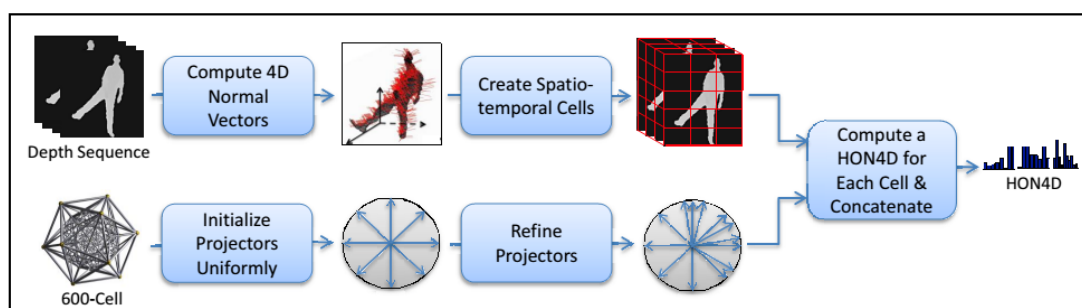 Depth Sequence
Compute 4D
Normal
Vectors
Create Spatio-
temporal Cells
600-Cell
Initialize
Projectors
Uniformly
Refine
Projectors
Compute a
HON4D for
Each Cell &
Concatenate
HON4D